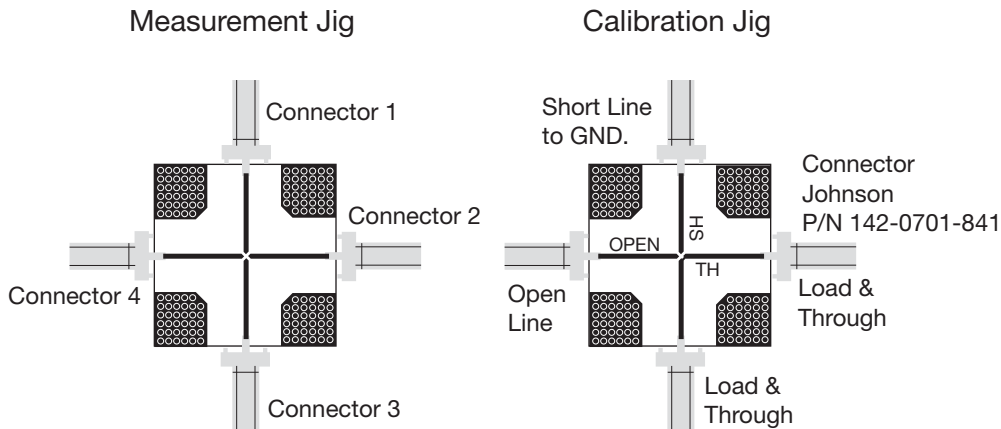 Measurement Jig
Connector 1
Connector 2
Connector 4
Connector 3
Calibration Jig
Short Line
to GND.
Connector
Johnson
P/N 142-0701-841
HS
OPEN
TH
Open
Line
Load &
Through
Load &
Through